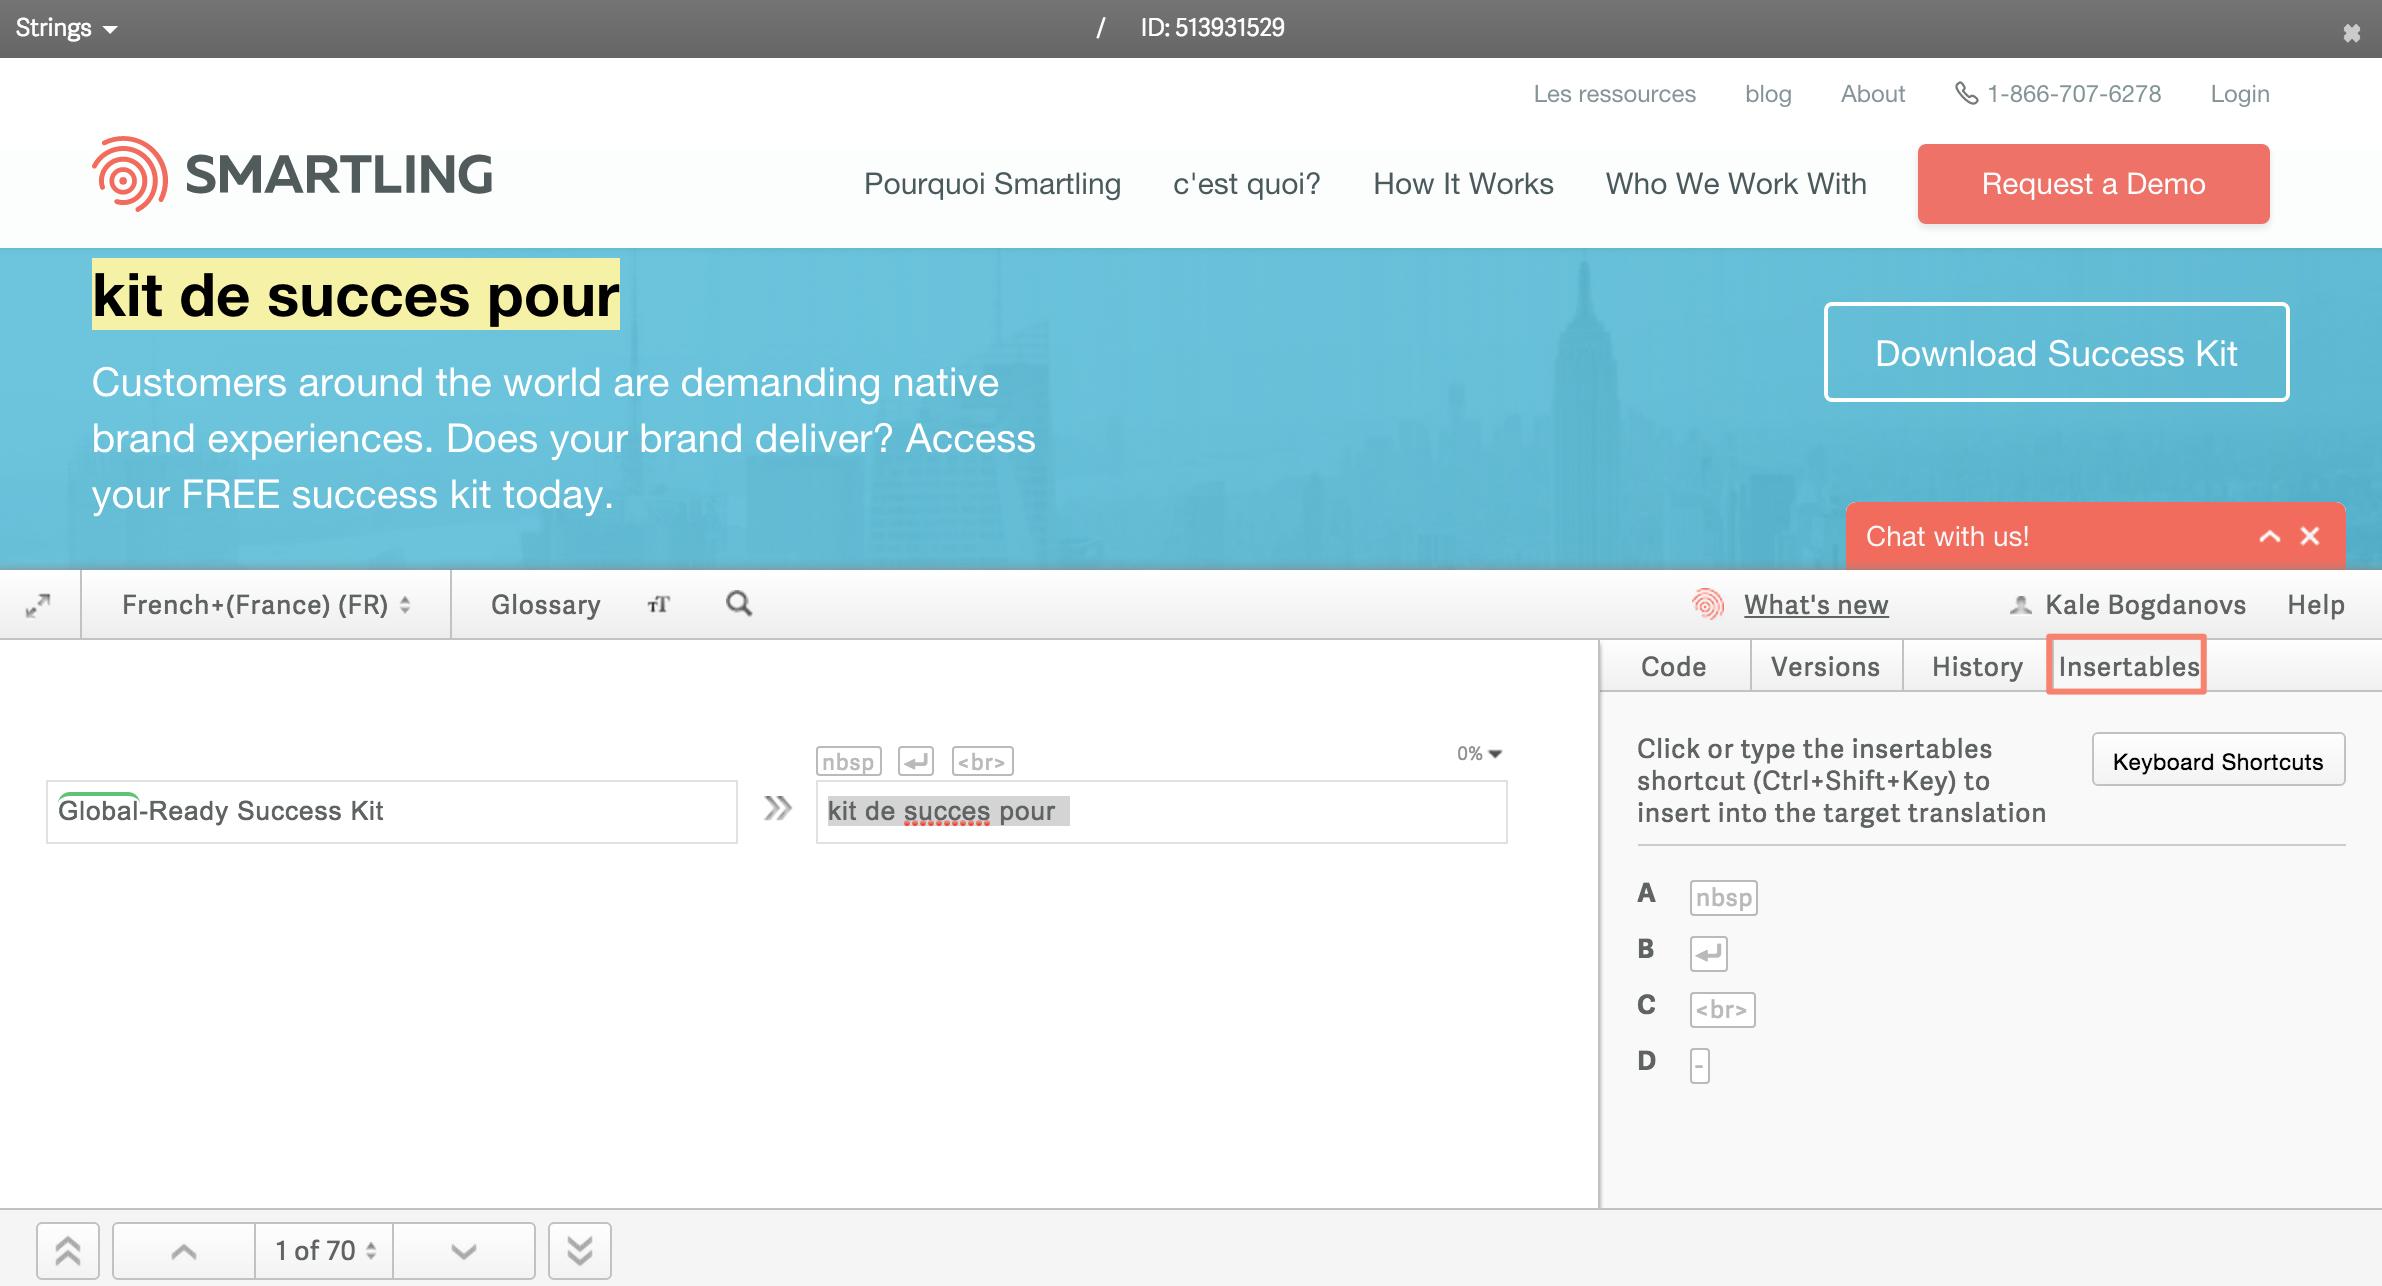 Strings
/ ID: 513931529
Les ressources blog About 1-866-707-6278 Login
SMARTLING
Pourquoi Smartling c'est quoi? How It Works Who We Work With Request a Demo
kit de succes pour
Customers around the world are demanding native
brand experiences. Does your brand deliver? Access
your FREE success kit today.
Download Success Kit
Chat with us!
French+(France) (FR) Glossary TT What's new Kale Bogdanovs Help
Code Versions History Insertables
nbsp <br> 0%
Global-Ready Success Kit
kit de succes pour
Click or type the insertables
shortcut (Ctrl+Shift+Key) to
insert into the target translation
Keyboard Shortcuts
A nbsp
B
C <br>
D -
1 of 70